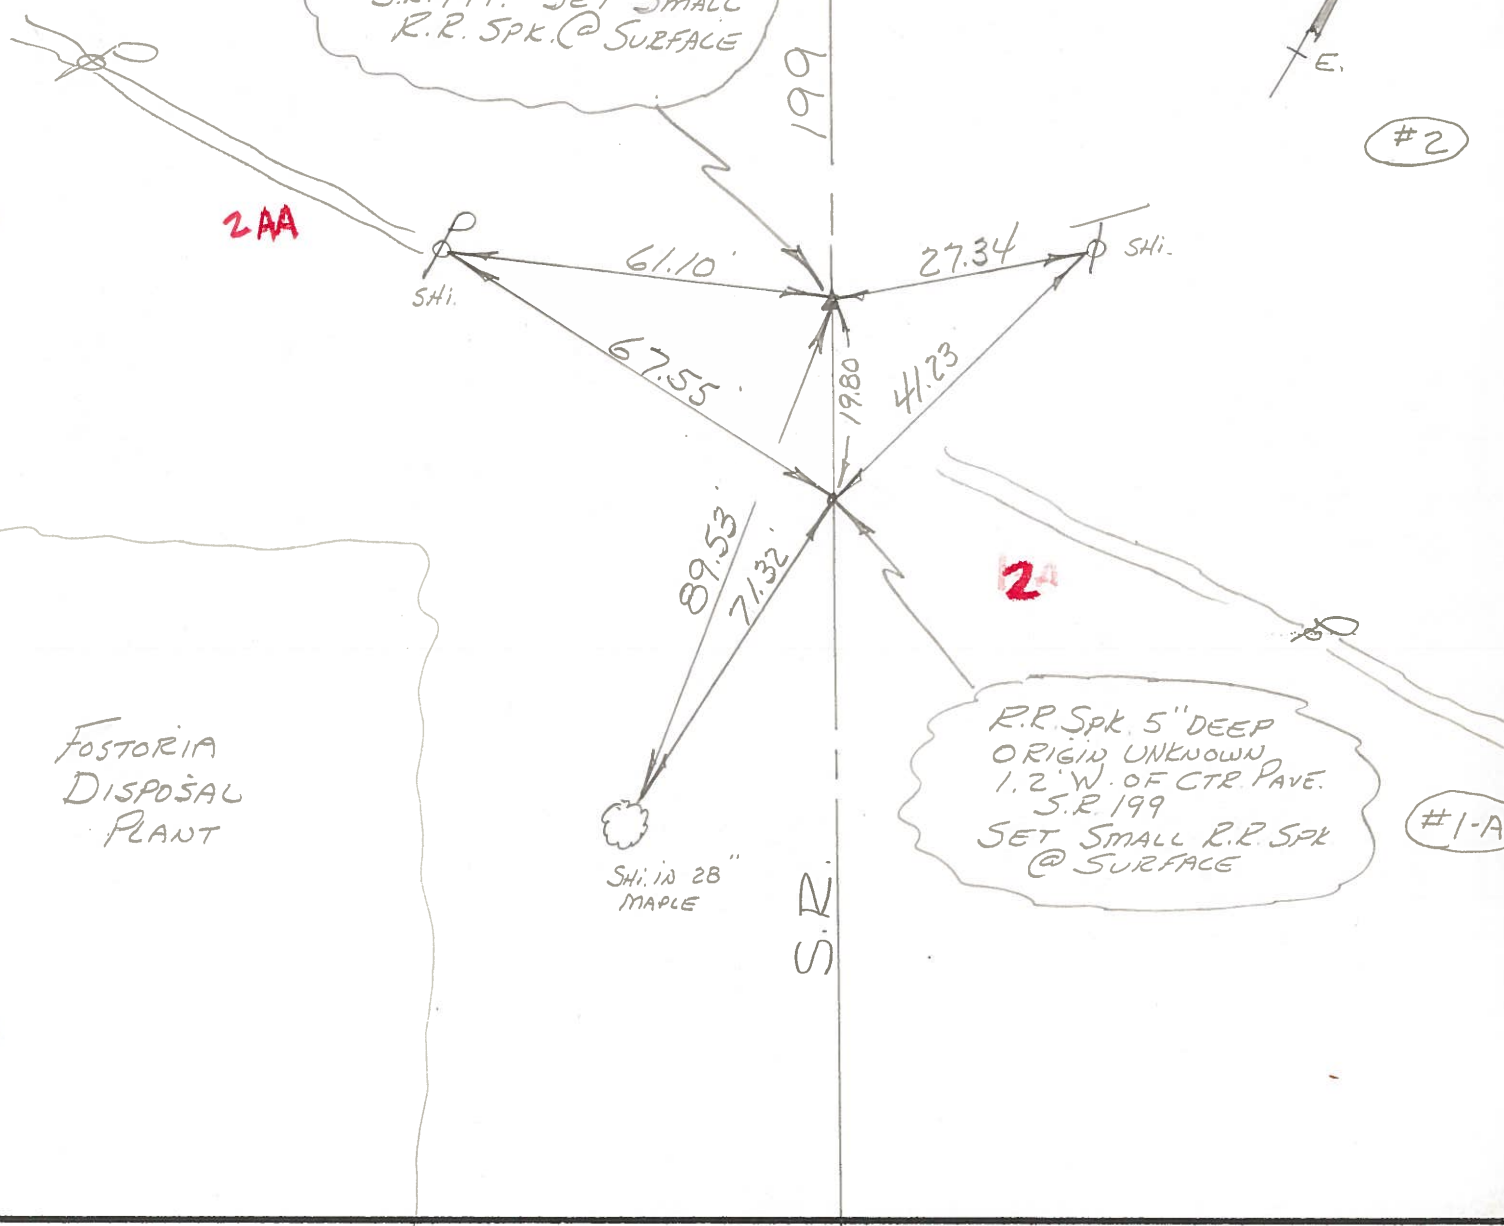 SET SMALL
R.R. SPK. @ SURFACE
199
E.
#2
2AA
61.10'
27.34
SHI.
SHI.
67.55'
19.80
41.23
89.53'
71.32'
2
FOSTORIA
DISPOSAL
PLANT
R.R. SPK. 5" DEEP
ORIGIN UNKNOWN
1.2' W. OF CTR. PAVE.
S.R. 199
SET SMALL R.R. SPK
@ SURFACE
#1-A
SHI. IN 28"
MAPLE
S.R.